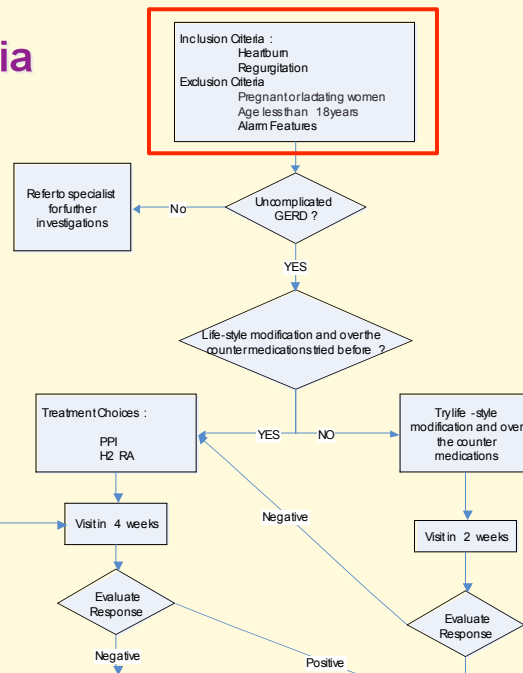 ia
Inclusion Criteria :
Heartburn
Regurgitation
Exclusion Criteria
Pregnant or lactating women
Age less than 18 years
Alarm Features
Refer to specialist
for further
investigations
No
Uncomplicated
GERD ?
YES
Life-style modification and over the
counter medications tried before ?
Treatment Choices :
PPI
H2 RA
YES
NO
Try life -style
modification and over
the counter
medications
Visit in 4 weeks
Negative
Visit in 2 weeks
Evaluate
Response
Evaluate
Response
Negative
Positive